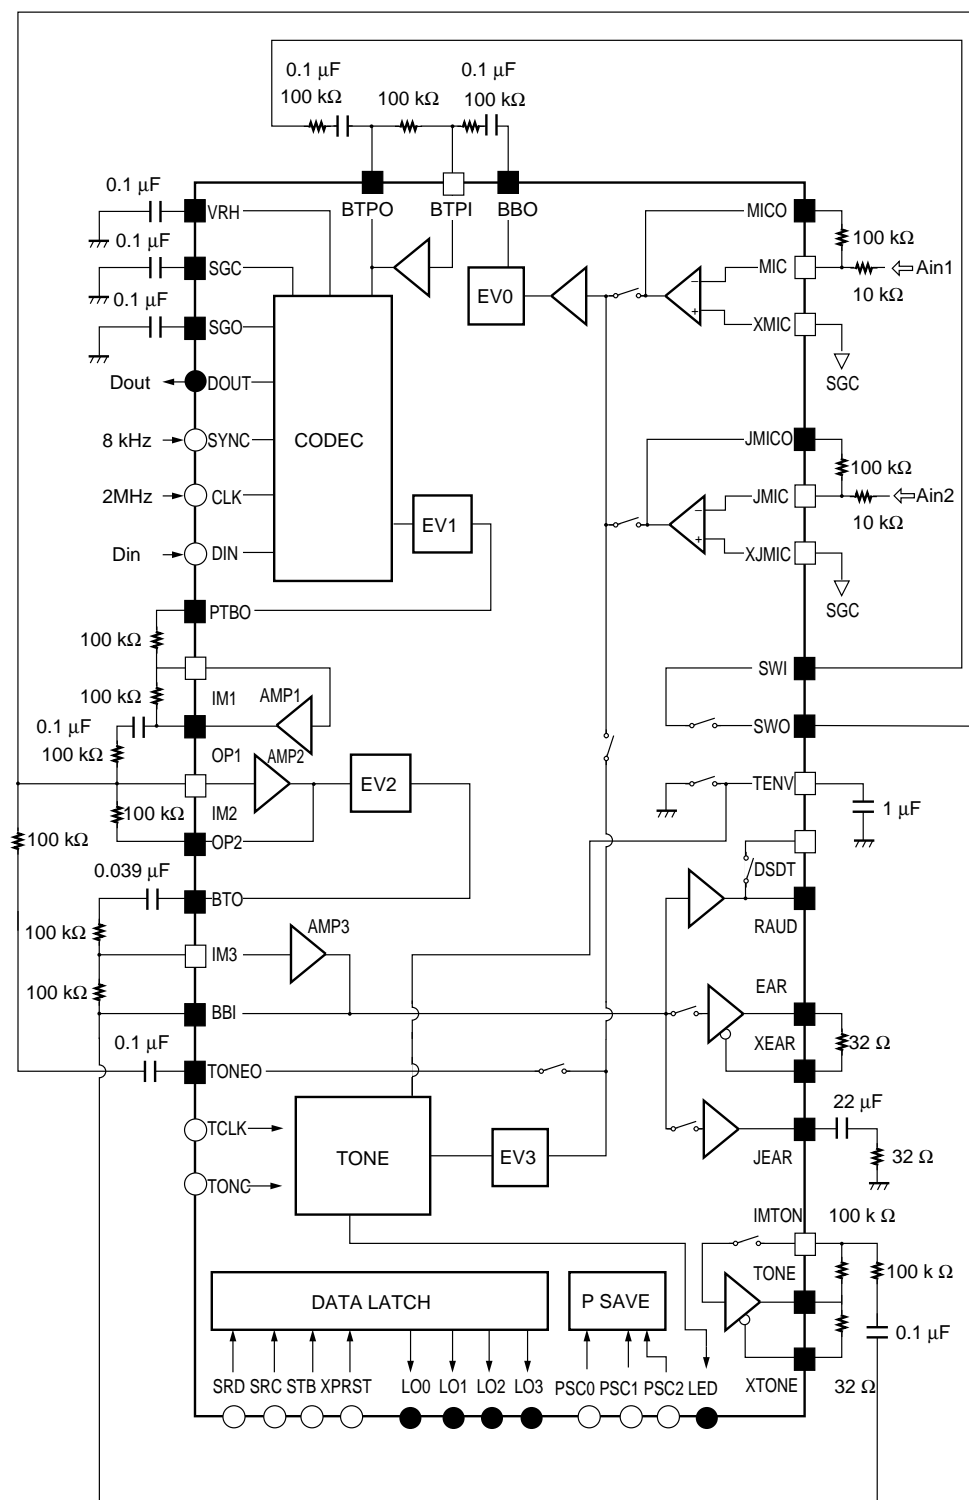 0.1 μF
0.1 μF
100 kΩ
100 kΩ
100 kΩ
0.1 μF
BTPO
BTPI
BBO
VRH
MICO
0.1 μF
100 kΩ
SGC
MIC
Ain1
EV0
10 kΩ
0.1 μF
SGO
XMIC
−
+
SGC
Dout
DOUT
8 kHz
SYNC
CODEC
JMICO
100 kΩ
2MHz
CLK
EV1
JMIC
Ain2
10 kΩ
Din
DIN
XJMIC
−
+
SGC
PTBO
100 kΩ
SWI
100 kΩ
IM1
AMP1
0.1 μF
SWO
100 kΩ
OP1
AMP2
EV2
TENV
IM2
100 kΩ
1 μF
100 kΩ
OP2
0.039 μF
DSDT
BTO
RAUD
100 kΩ
AMP3
IM3
100 kΩ
EAR
BBI
0.1 μF
XEAR
32 Ω
TONEO
22 μF
TCLK
TONE
EV3
JEAR
32 Ω
TONC
IMTON
100 k Ω
TONE
100 k Ω
DATA LATCH
P SAVE
0.1 μF
SRD
SRC
STB
XPRST
LO0
LO1
LO2
LO3
PSC0
PSC1
PSC2
LED
XTONE
32 Ω